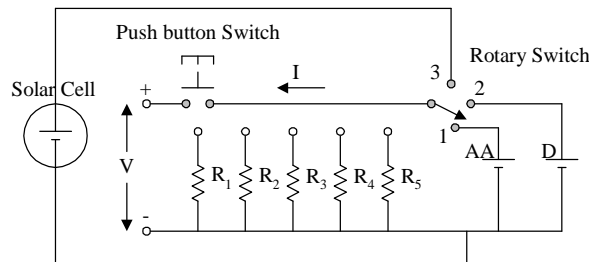 Push button Switch
Rotary Switch
Solar Cell
I
3
2
+
1
V
AA
D
R1
R2
R3
R4
R5
-